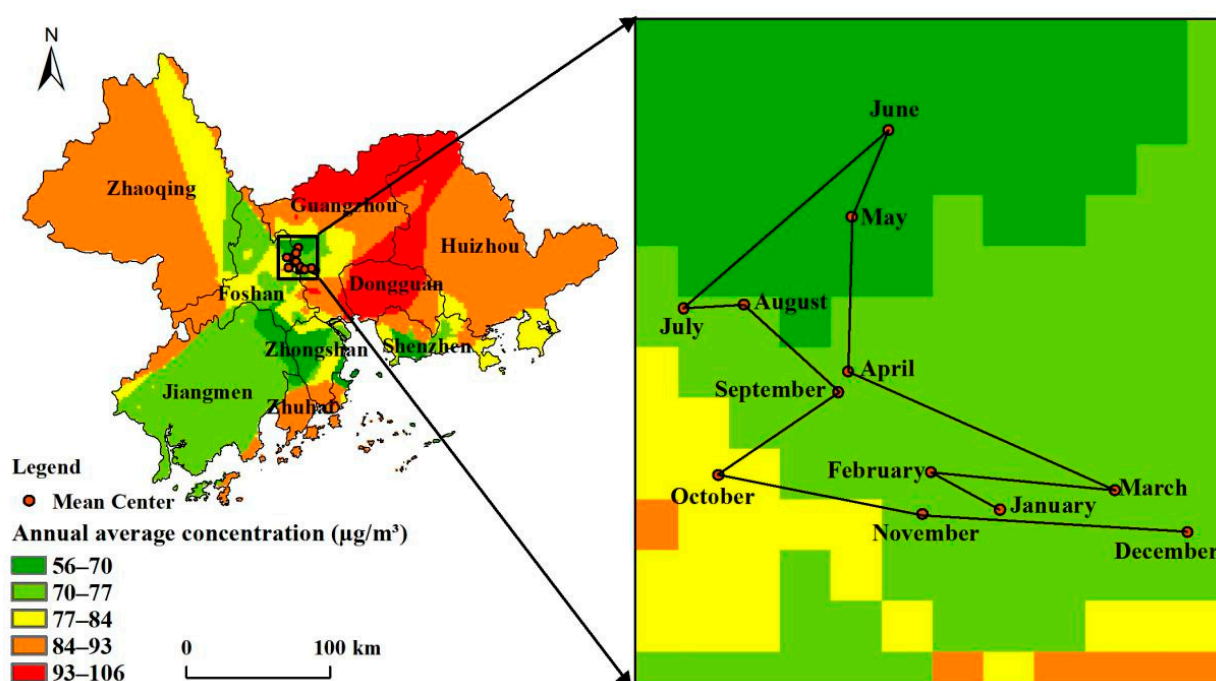 N
Zhaoqing
Guangzhou
Huizhou
Foshan
Dongguan
Zhongshan
Shenzhen
Jiangmen
Zhuhai
Legend
Mean Center
Annual average concentration (μg/m³)
56–70
70–77
77–84
84–93
93–106
0 100 km
June
May
August
July
April
September
February
October
March
January
November
December